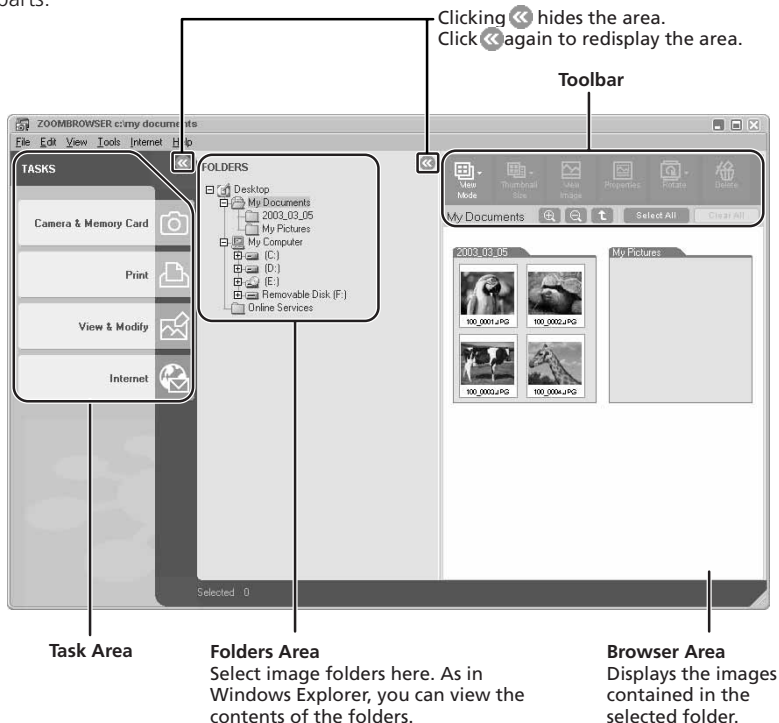 parts.
Clicking hides the area.
Click again to redisplay the area.
Toolbar
ZOOMBROWSER c:\my documents
File Edit View Tools Internet Help
TASKS
Camera & Memory Card
Print
View & Modify
Internet
FOLDERS
Desktop
My Documents
2003_03_05
My Pictures
My Computer
(C:)
(D:)
(E:)
Removable Disk (F:)
Online Services
View Mode
Thumbnail Size
View Image
Properties
Rotate
Delete
My Documents
Select All
Clear All
2003_03_05
My Pictures
100_0001.JPG
100_0002.JPG
100_0003.JPG
100_0004.JPG
Selected 0
Task Area
Folders Area
Select image folders here. As in
Windows Explorer, you can view the
contents of the folders.
Browser Area
Displays the images
contained in the
selected folder.